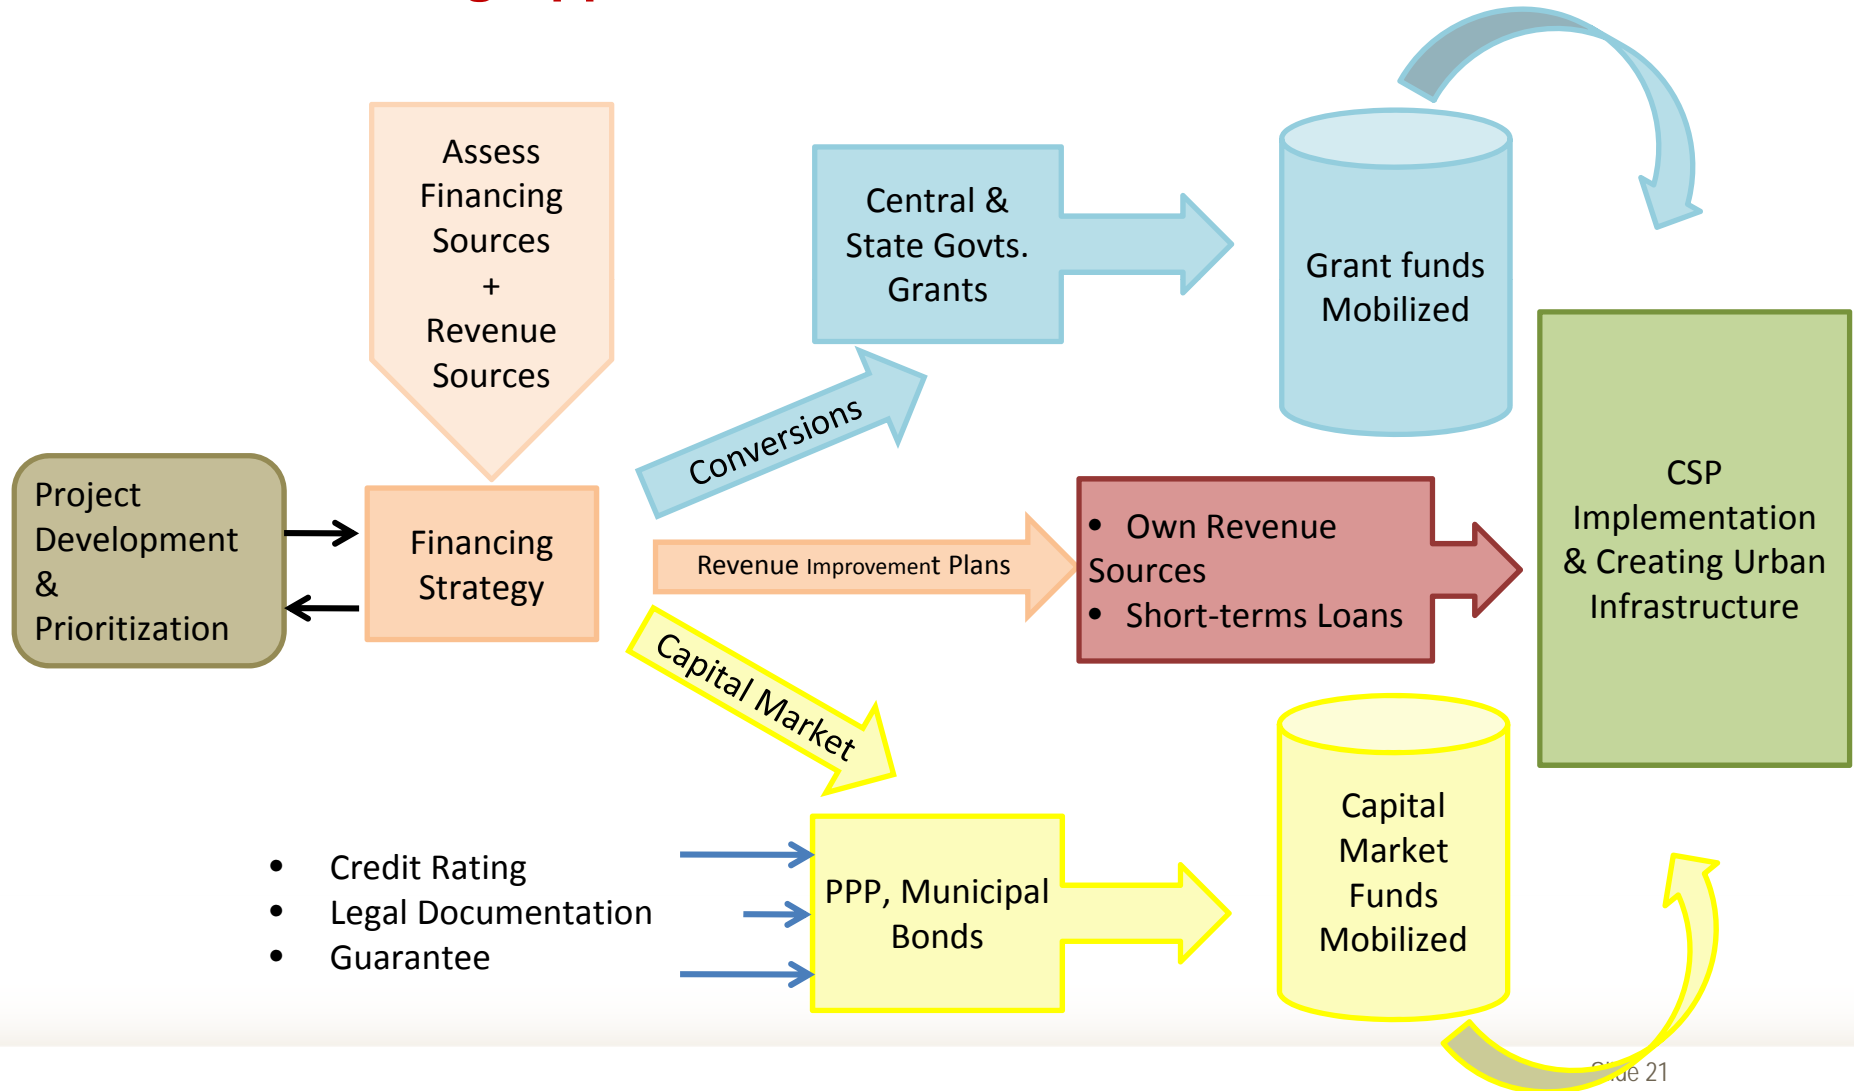 Assess
Financing
Sources
+
Revenue
Sources
Central &
State Govts.
Grants
Grant funds
Mobilized
Conversions
Project
Development
&
Prioritization
Financing
Strategy
Revenue Improvement Plans
• Own Revenue
Sources
• Short-terms Loans
CSP
Implementation
& Creating Urban
Infrastructure
Capital Market
• Credit Rating
• Legal Documentation
• Guarantee
PPP, Municipal
Bonds
Capital
Market
Funds
Mobilized
Slide 21